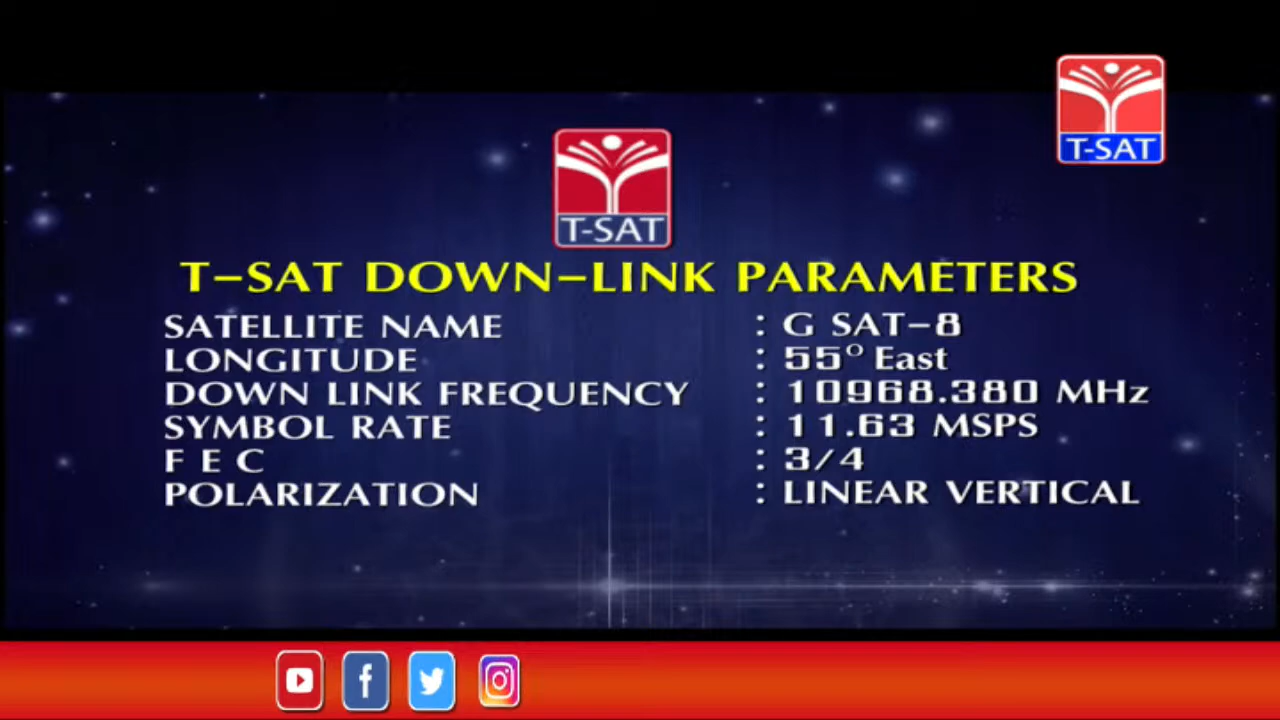 T-SAT
T-SAT
T-SAT DOWN-LINK PARAMETERS
SATELLITE NAME : G SAT-8
LONGITUDE : 55° East
DOWN LINK FREQUENCY : 10968.380 MHz
SYMBOL RATE : 11.63 MSPS
F E C : 3/4
POLARIZATION : LINEAR VERTICAL